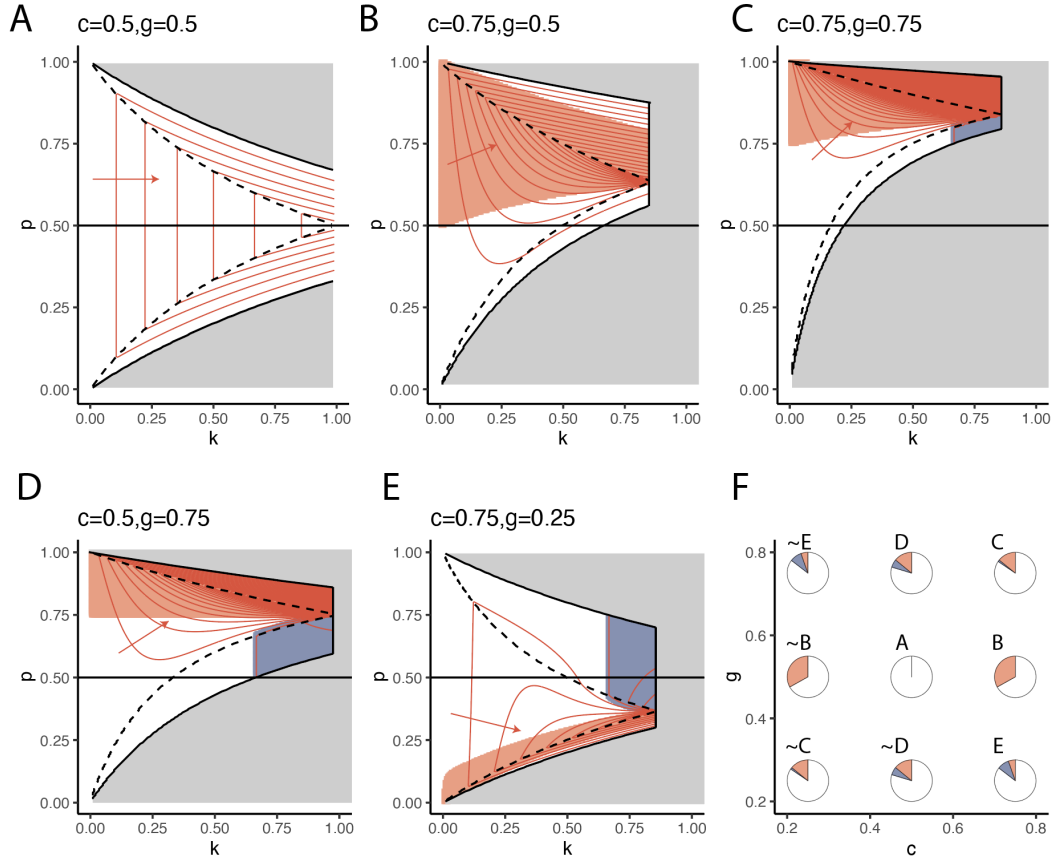 A
B
C
c=0.5,g=0.5
c=0.75,g=0.5
c=0.75,g=0.75
1.00
0.75
0.50
0.25
0.00
p
0.00 0.25 0.50 0.75 1.00
k
1.00
0.75
0.50
0.25
0.00
p
0.00 0.25 0.50 0.75 1.00
k
1.00
0.75
0.50
0.25
0.00
p
0.00 0.25 0.50 0.75 1.00
k
D
E
F
c=0.5,g=0.75
c=0.75,g=0.25
1.00
0.75
0.50
0.25
0.00
p
0.00 0.25 0.50 0.75 1.00
k
1.00
0.75
0.50
0.25
0.00
p
0.00 0.25 0.50 0.75 1.00
k
~E D C
~B A B
~C ~D E
0.8
0.6
0.4
0.2
g
0.2 0.4 0.6 0.8
c